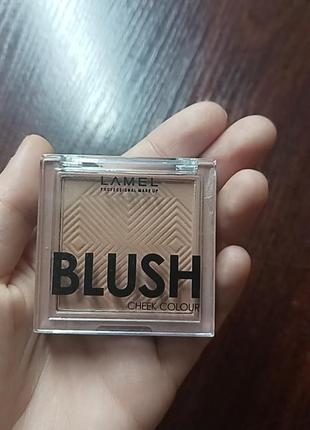 LAMEL
PROFESSIONAL MAKE UP
BLUSH
CHEEK COLOUR